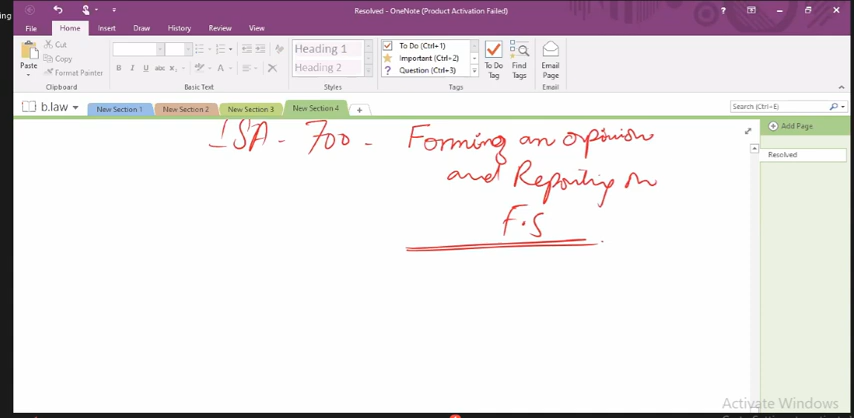 ing
Resolved - OneNote (Product Activation Failed)
File Home Insert Draw History Review View
Paste
Cut
Copy
Format Painter
Clipboard
B I U abc x₂ A
Basic Text
Heading 1
Heading 2
Styles
To Do (Ctrl+1)
Important (Ctrl+2)
Question (Ctrl+3)
To Do Tag
Find Tags
Tags
Email Page
Email
b.law
New Section 1 New Section 2 New Section 3 New Section 4
Search (Ctrl+E)
Add Page
Resolved
ISA - 700 - Forming an opinion
and Reporting on
F.S
Activate Windows